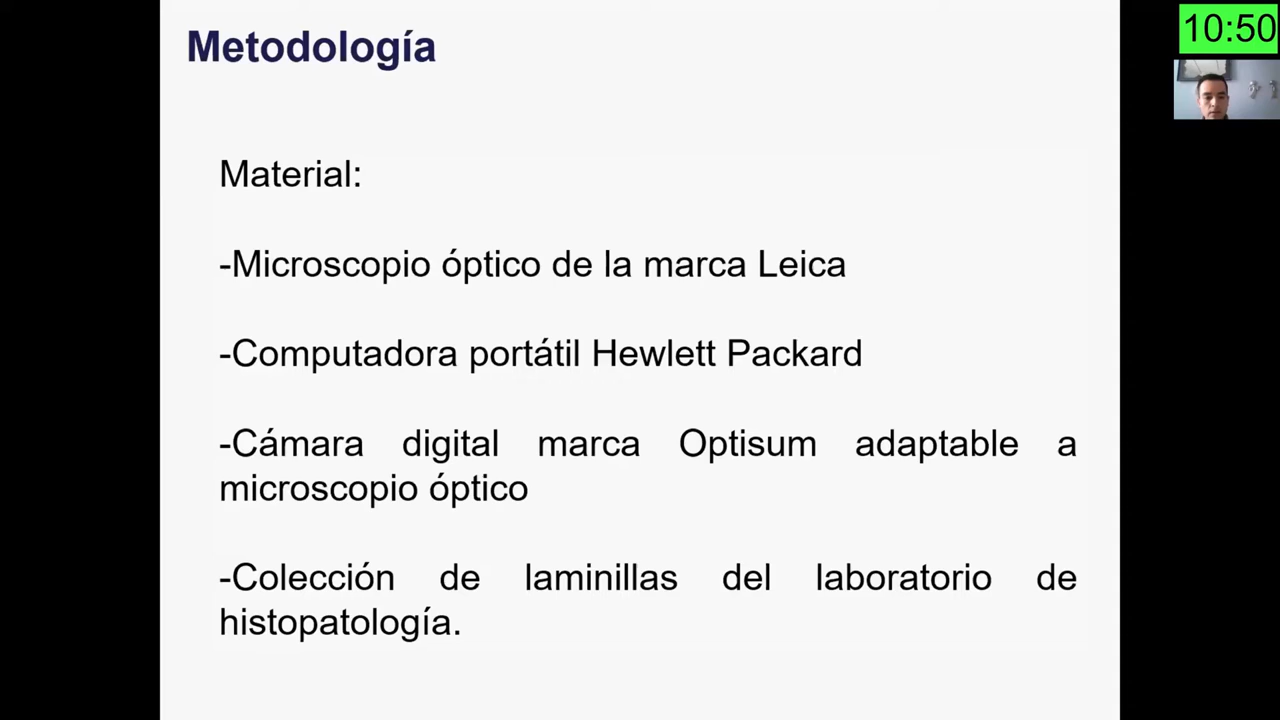 Metodología
10:50
Material:
-Microscopio óptico de la marca Leica
-Computadora portátil Hewlett Packard
-Cámara digital marca Optisum adaptable a
microscopio óptico
-Colección de laminillas del laboratorio de
histopatología.